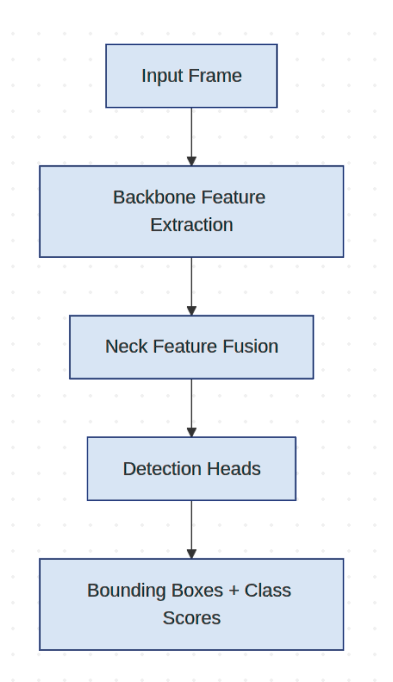 Input Frame
Backbone Feature
Extraction
Neck Feature Fusion
Detection Heads
Bounding Boxes + Class
Scores